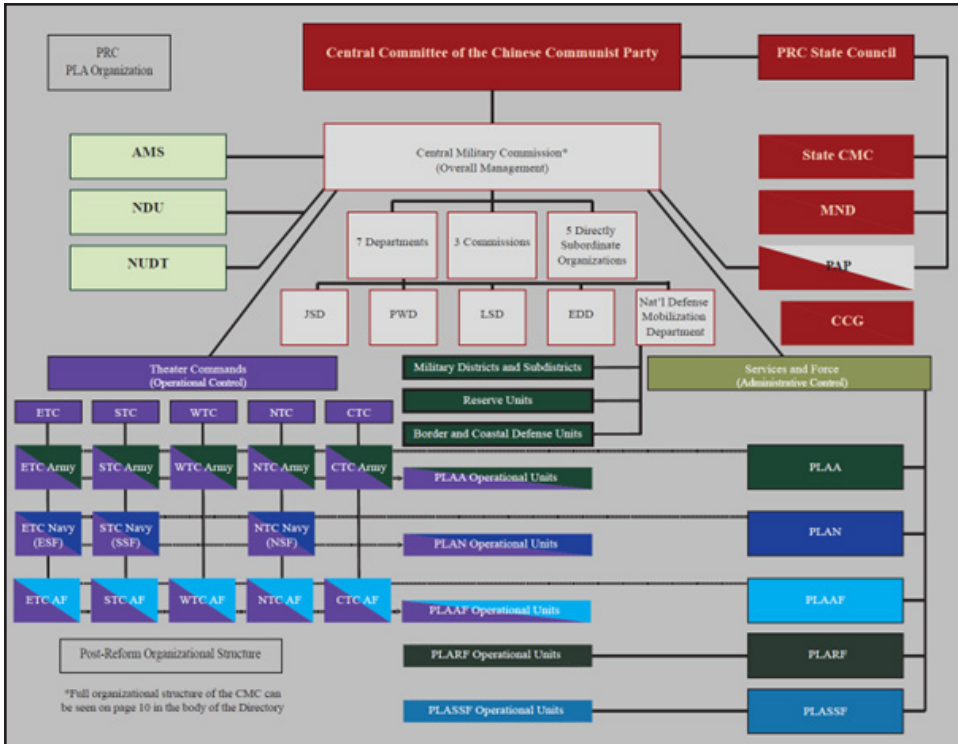 PRC
PLA Organization
Central Committee of the Chinese Communist Party
PRC State Council
AMS
NDU
NUDT
Central Military Commission*
(Overall Management)
State CMC
MND
PAP
CCG
7 Departments
3 Commissions
5 Directly
Subordinate
Organizations
JSD
PWD
LSD
EDD
Nat'l Defense
Mobilization
Department
Theater Commands
(Operational Control)
Military Districts and Subdistricts
Reserve Units
Border and Coastal Defense Units
Services and Force
(Administrative Control)
ETC
STC
WTC
NTC
CTC
ETC Army
STC Army
WTC Army
NTC Army
CTC Army
PLAA Operational Units
PLAA
ETC Navy
(ESF)
STC Navy
(SSF)
NTC Navy
(NSF)
PLAN Operational Units
PLAN
ETC AF
STC AF
WTC AF
NTC AF
CTC AF
PLAAF Operational Units
PLAAF
Post-Reform Organizational Structure
PLARF Operational Units
PLARF
*Full organizational structure of the CMC can
be seen on page 10 in the body of the Directory
PLASSF Operational Units
PLASSF